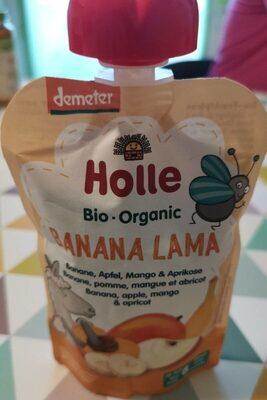 demeter
Holle
Bio • Organic
BANANA LAMA
Banane, Apfel, Mango & Aprikose
Banane, pomme, mangue et abricot
Banana, apple, mango
& apricot